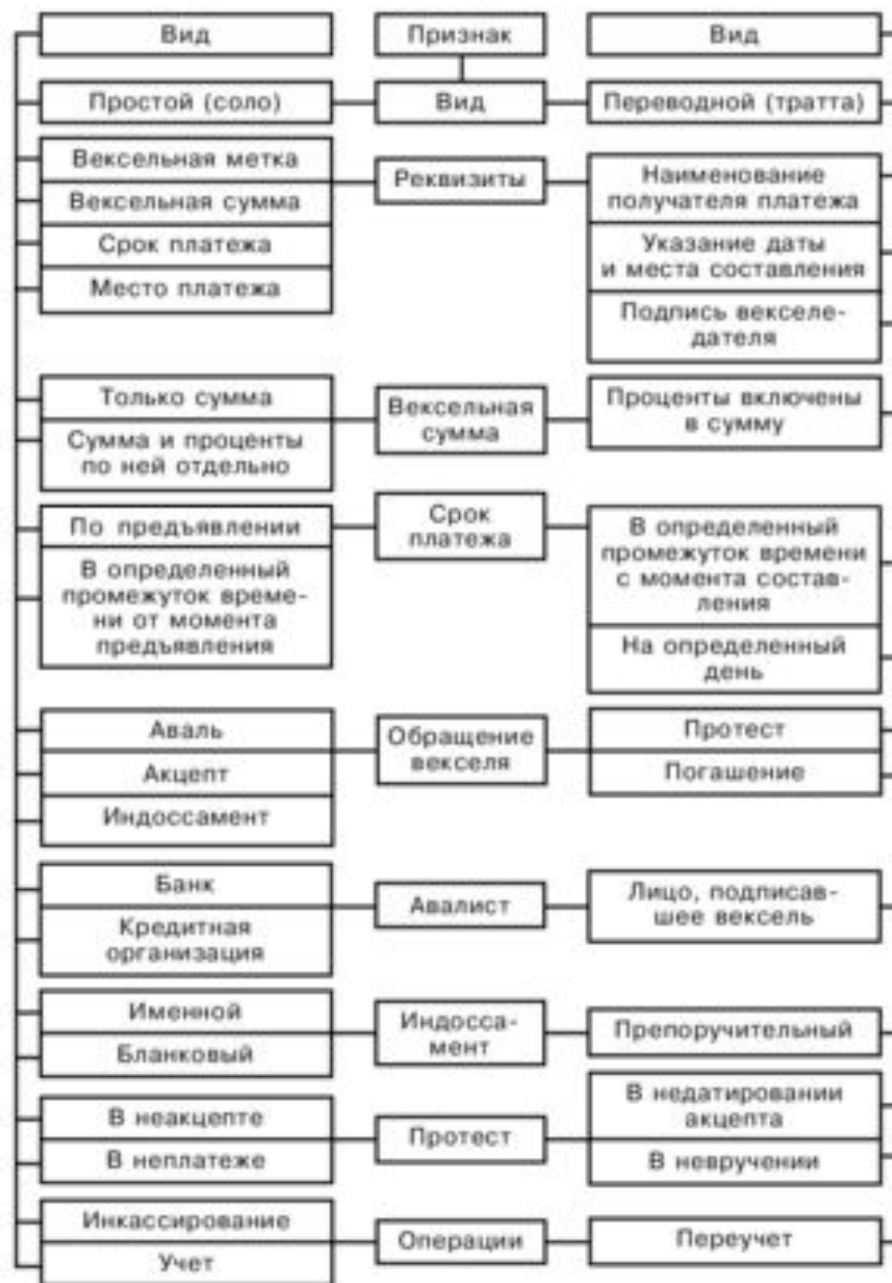 Вид Признак Вид
Простой (соло) Вид Переводной (тратта)
Вексельная метка
Вексельная сумма
Срок платежа
Место платежа
Реквизиты
Наименование
получателя платежа
Указание даты
и места составления
Подпись векселе-
дателя
Только сумма
Сумма и проценты
по ней отдельно
Вексельная
сумма
Проценты включены
в сумму
По предъявлении
В определенный
промежуток време-
ни от момента
предъявления
Срок
платежа
В определенный
промежуток времени
с момента состав-
ления
На определенный
день
Аваль
Акцепт
Индоссамент
Обращение
векселя
Протест
Погашение
Банк
Кредитная
организация
Авалист
Лицо, подписав-
шее вексель
Именной
Бланковый
Индосса-
мент
Препоручительный
В неакцепте
В неплатеже
Протест
В недатировании
акцепта
В невручении
Инкассирование
Учет
Операции
Переучет